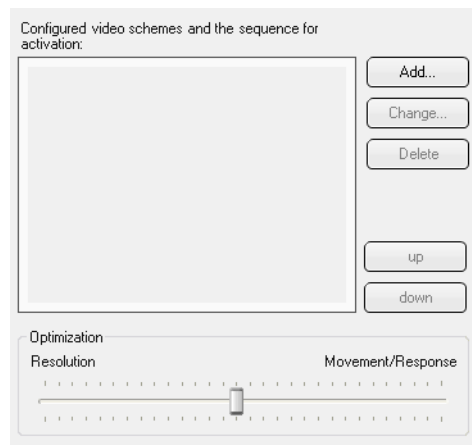 Configured video schemes and the sequence for
activation:
Add...
Change...
Delete
up
down
Optimization
Resolution
Movement/Response